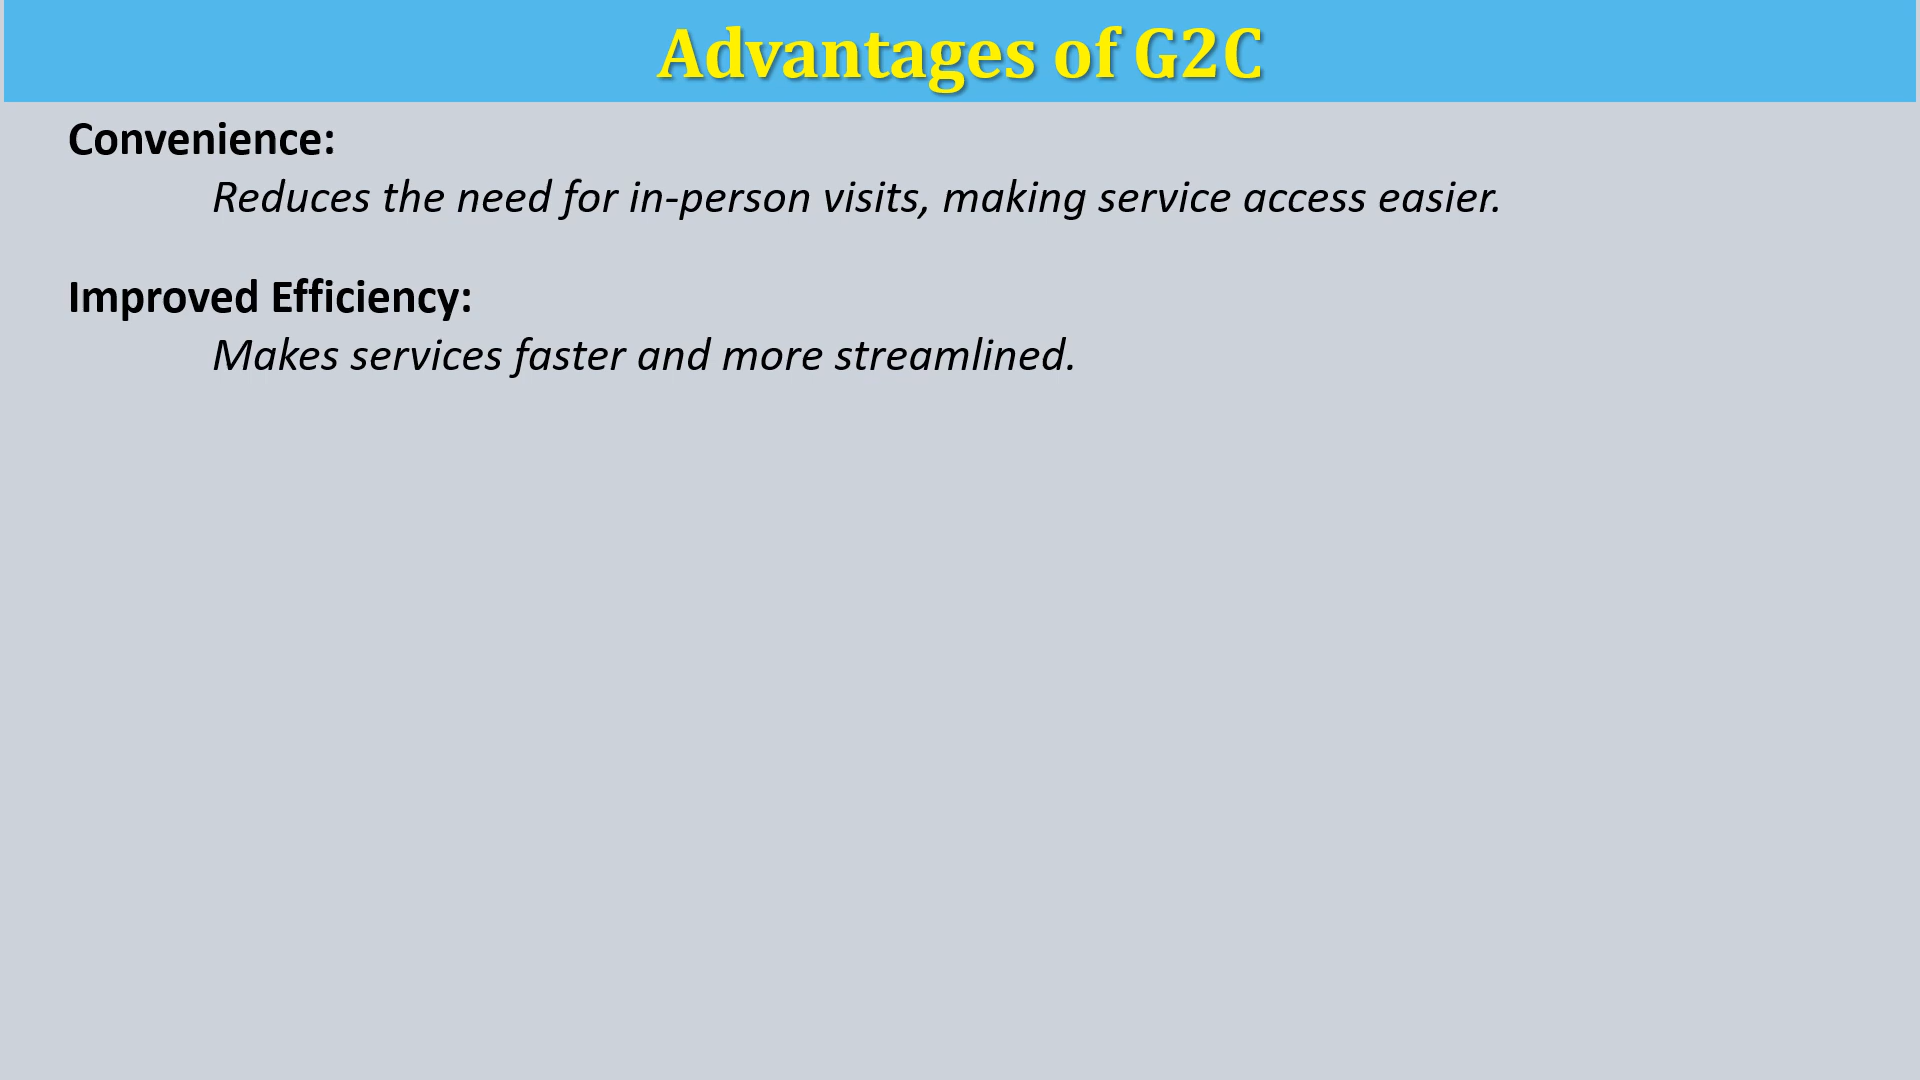 Advantages of G2C
Convenience:
Reduces the need for in-person visits, making service access easier.
Improved Efficiency:
Makes services faster and more streamlined.